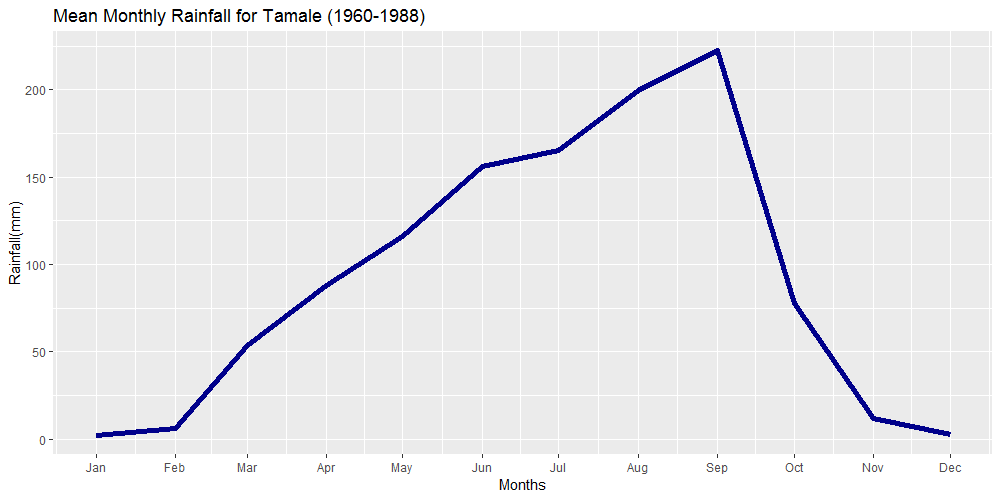 Mean Monthly Rainfall for Tamale (1960-1988)
Rainfall(mm)
200
150
100
50
0
Jan Feb Mar Apr May Jun Jul Aug Sep Oct Nov Dec
Months